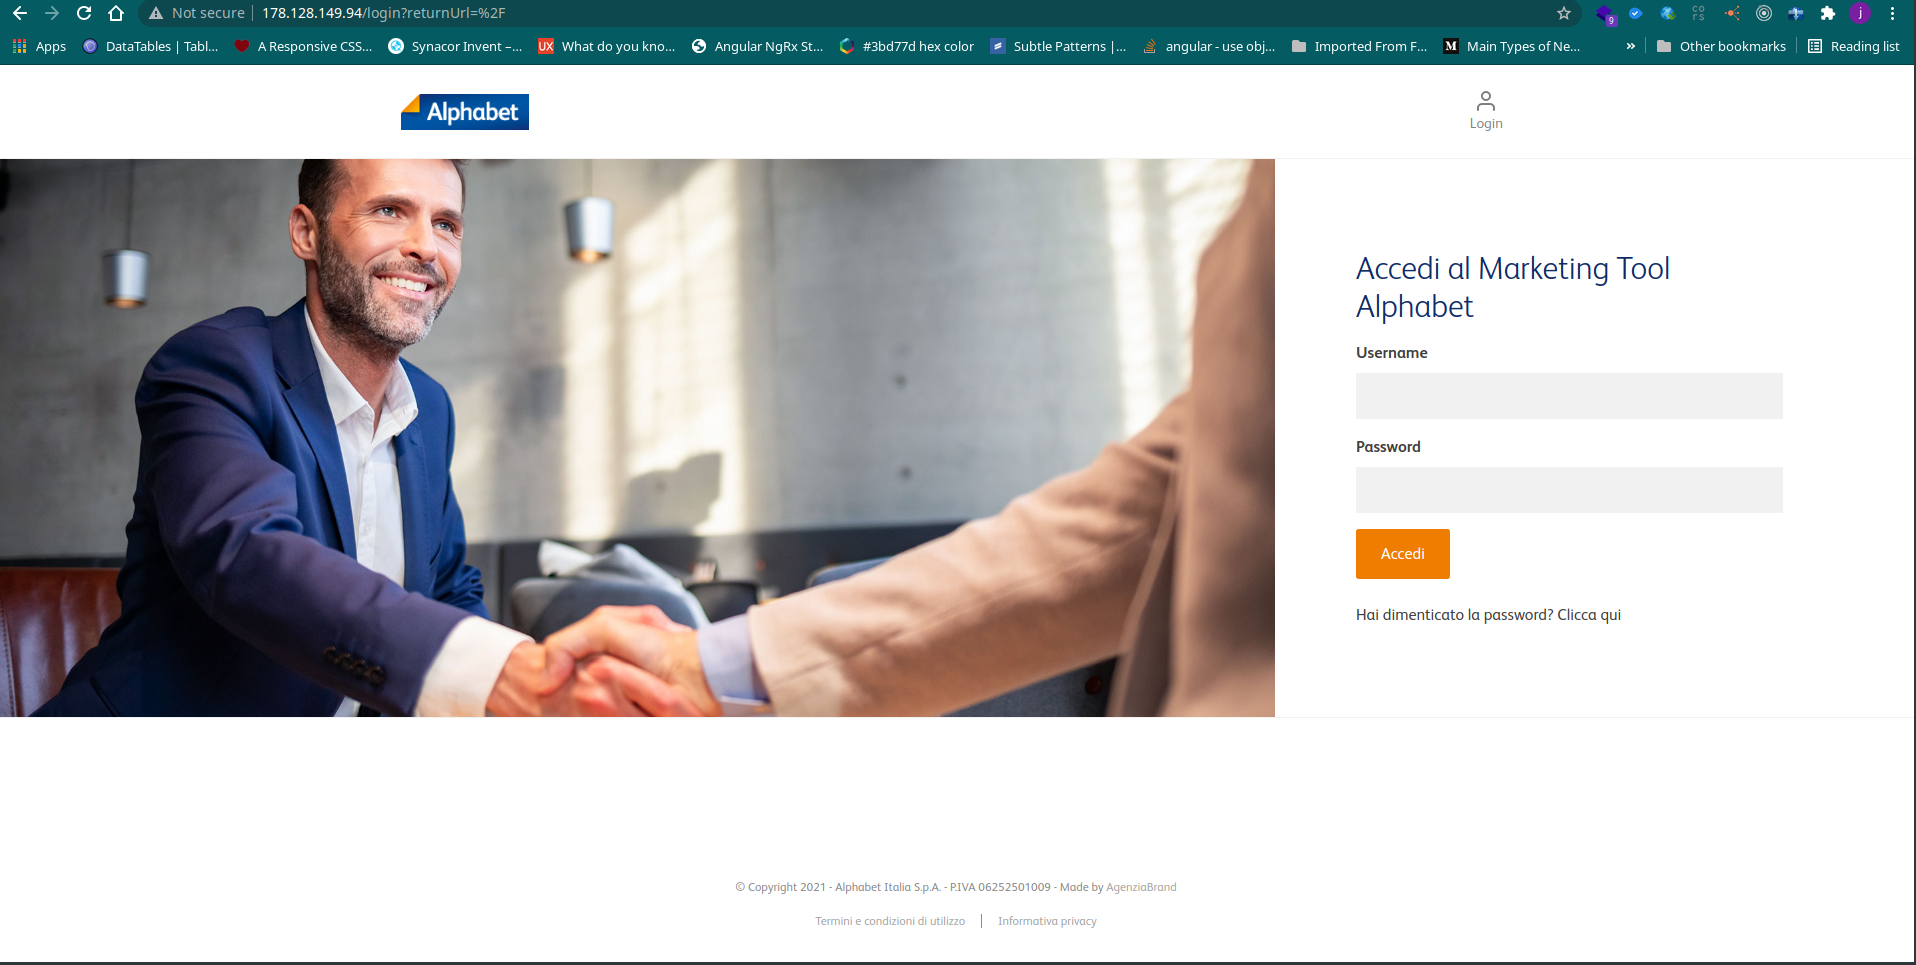 Not secure 178.128.149.94/login?returnUrl=%2F
9
co
rs
j
Apps DataTables | Tabl... A Responsive CSS... Synacor Invent –... UX What do you kno... Angular NgRx St... #3bd77d hex color Subtle Patterns |... angular - use obj... Imported From F... M Main Types of Ne... » Other bookmarks Reading list
Alphabet
Login
Accedi al Marketing Tool
Alphabet
Username
Password
Accedi
Hai dimenticato la password? Clicca qui
© Copyright 2021 - Alphabet Italia S.p.A. - P.IVA 06252501009 - Made by AgenziaBrand
Termini e condizioni di utilizzo | Informativa privacy